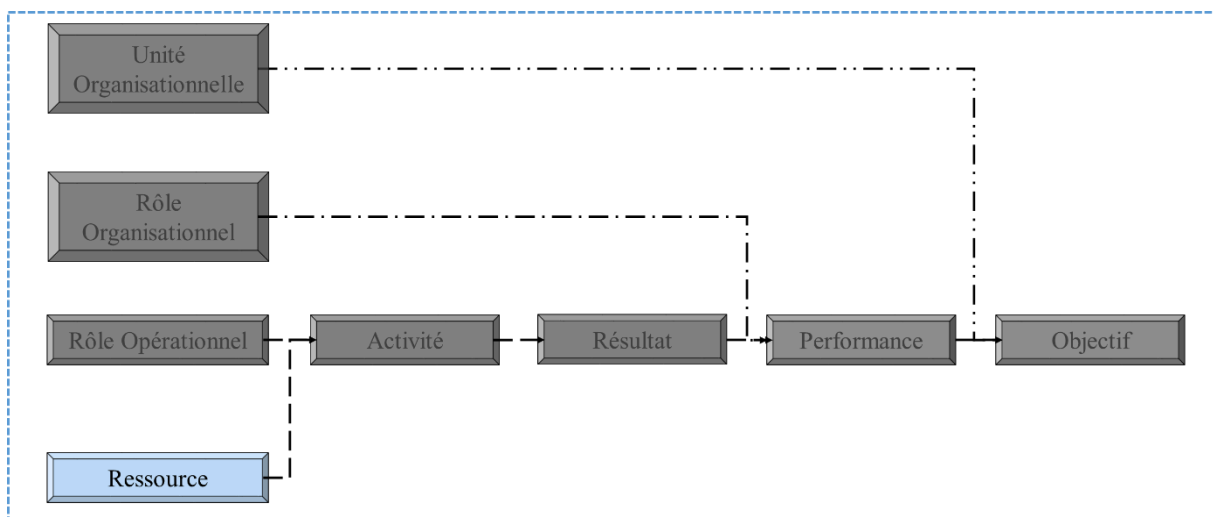 Unité
Organisationnelle
Rôle
Organisationnel
Rôle Opérationnel
Activité
Résultat
Performance
Objectif
Ressource